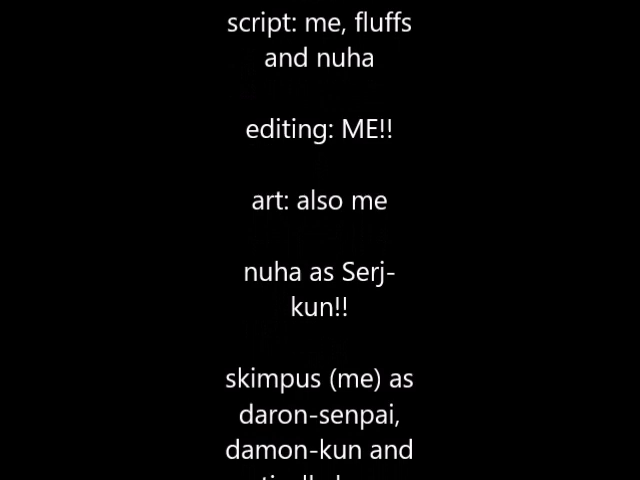 script: me, fluffs
and nuha
editing: ME!!
art: also me
nuha as Serj-
kun!!
skimpus (me) as
daron-senpai,
damon-kun and